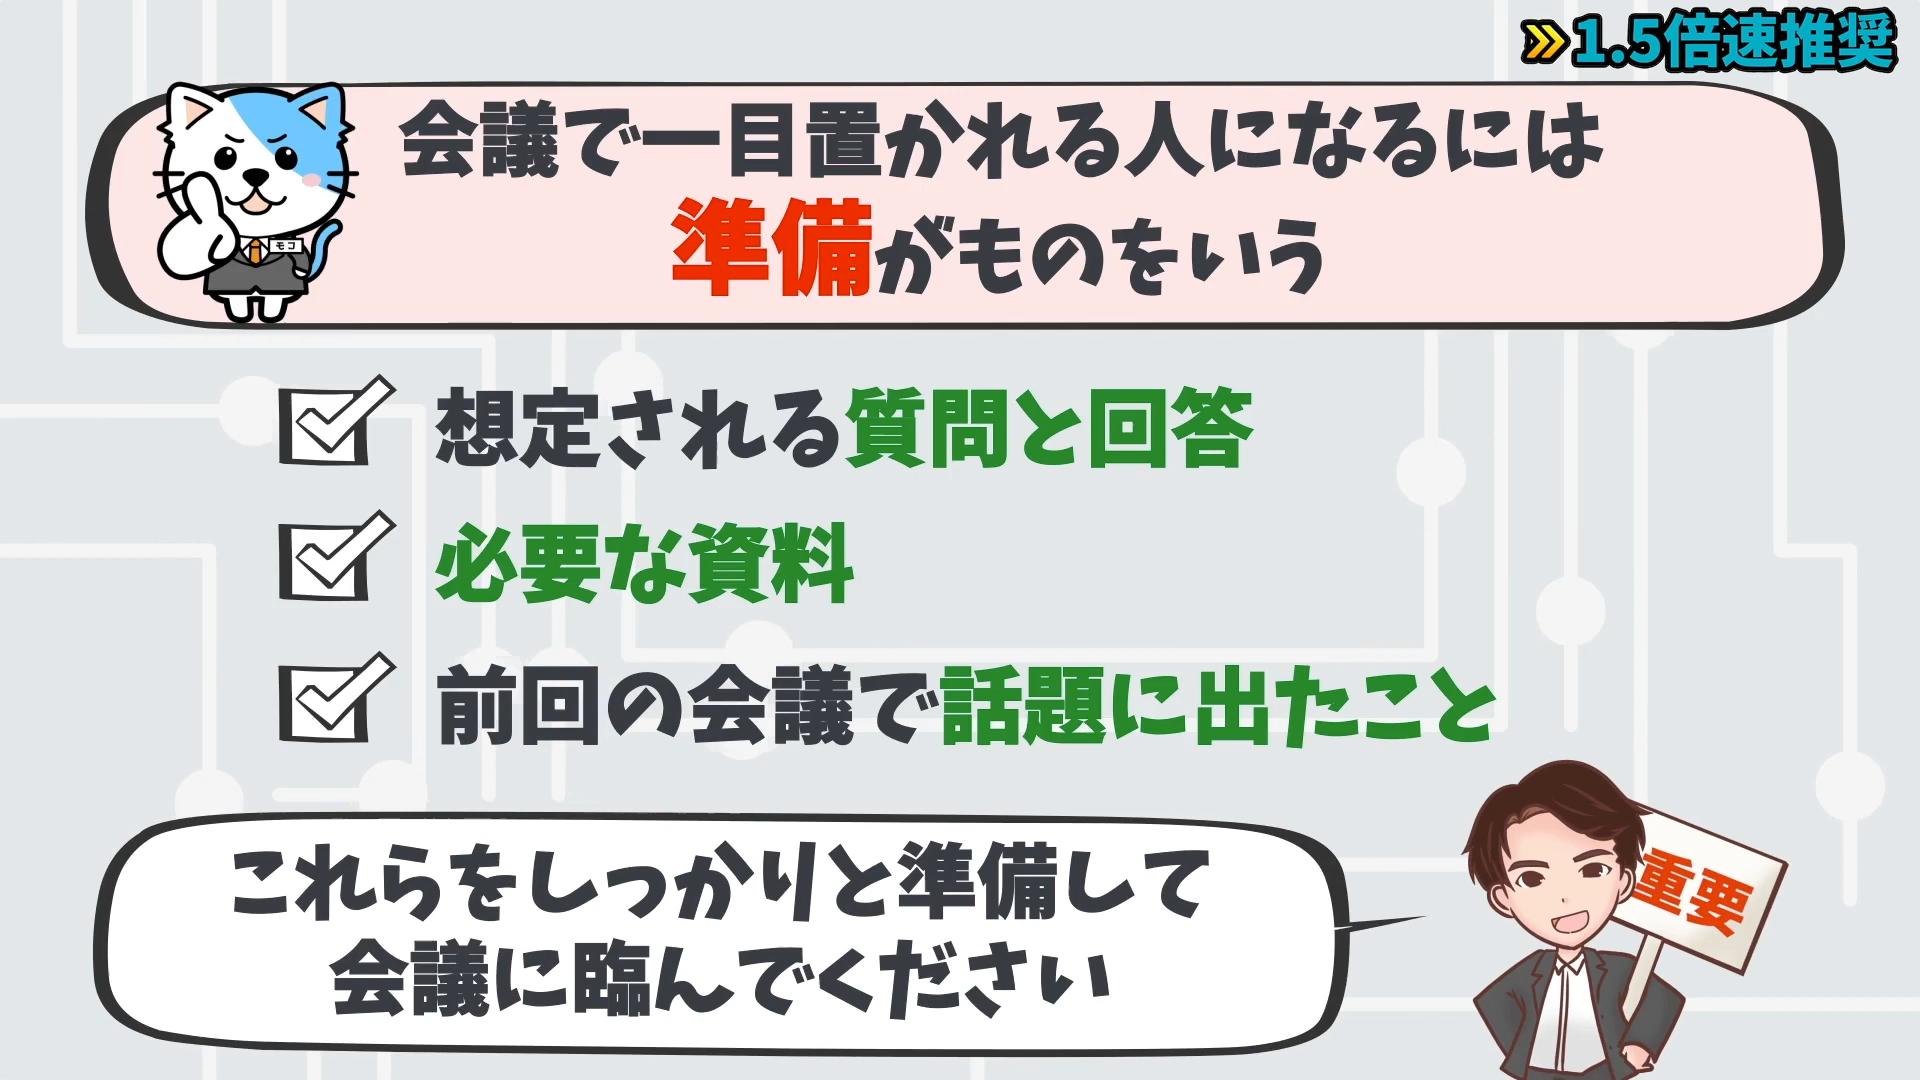 1.5倍速推奨
会議で一目置かれる人になるには
準備がものをいう
モコ
想定される質問と回答
必要な資料
前回の会議で話題に出たこと
これらをしっかりと準備して
会議に臨んでください
重要